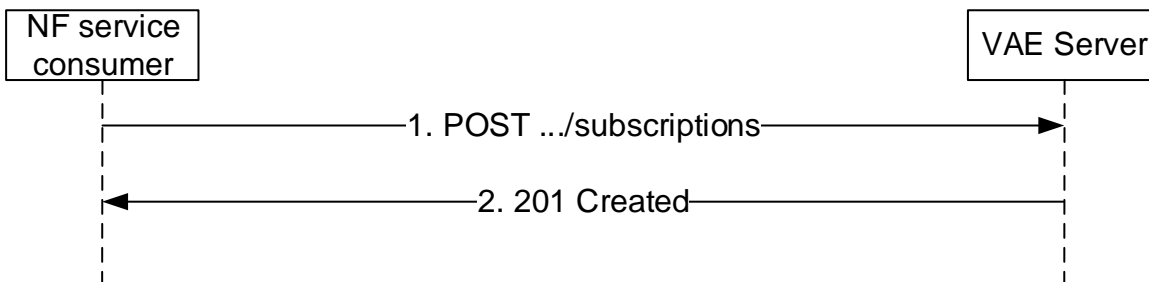 NF service
consumer
VAE Server
1. POST .../subscriptions
2. 201 Created